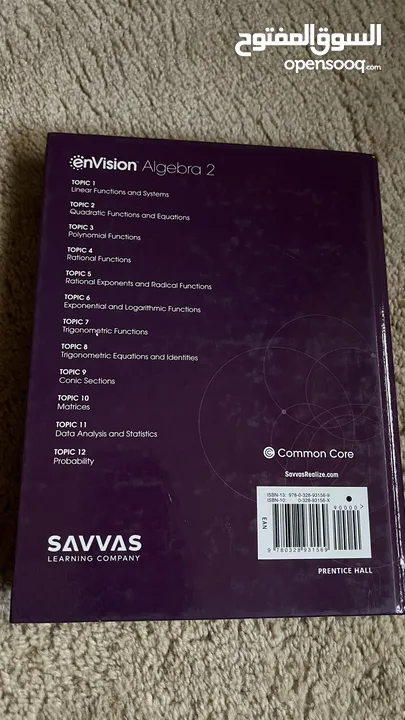 السوق المفتوح
opensooq.com
enVision Algebra 2
TOPIC 1
Linear Functions and Systems
TOPIC 2
Quadratic Functions and Equations
TOPIC 3
Polynomial Functions
TOPIC 4
Rational Functions
TOPIC 5
Rational Exponents and Radical Functions
TOPIC 6
Exponential and Logarithmic Functions
TOPIC 7
Trigonometric Functions
TOPIC 8
Trigonometric Equations and Identities
TOPIC 9
Conic Sections
TOPIC 10
Matrices
TOPIC 11
Data Analysis and Statistics
TOPIC 12
Probability
Common Core
SavvasRealize.com
ISBN-13: 978-0-328-93156-9
ISBN-10: 0-328-93156-X
90000>
EAN
9 780328 931569
SAVVAS
LEARNING COMPANY
PRENTICE HALL